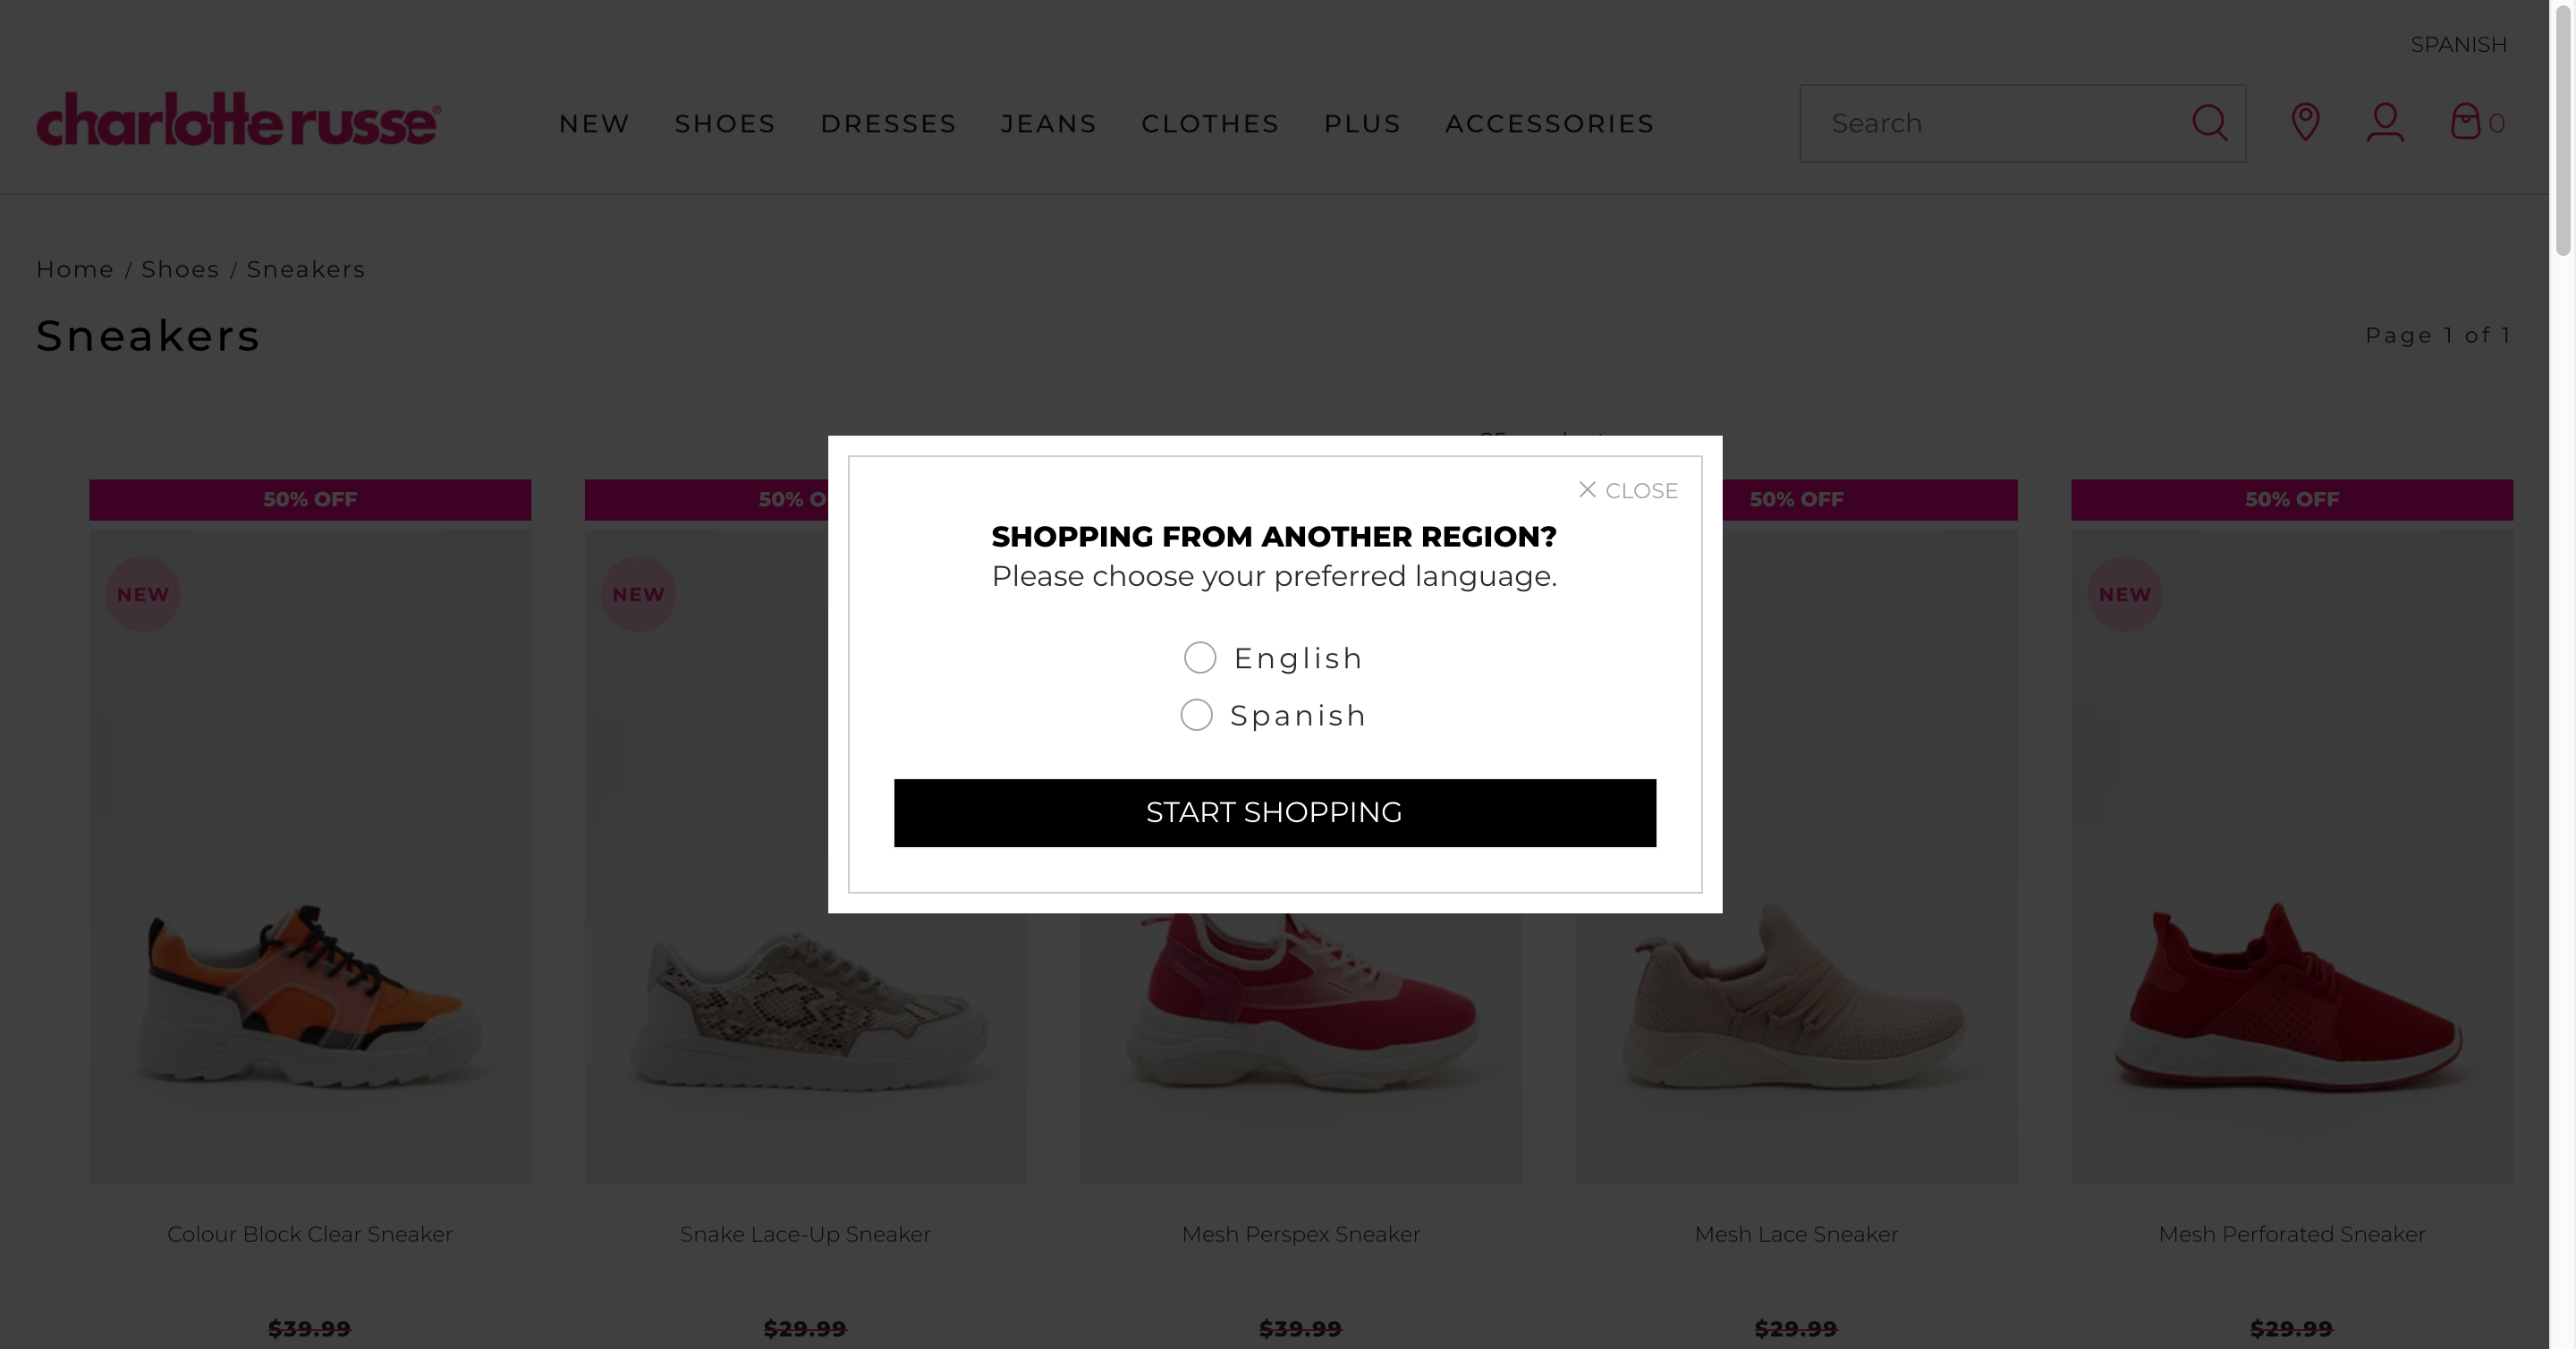 SPANISH
charlotte russe®
NEW SHOES DRESSES JEANS CLOTHES PLUS ACCESSORIES
Search
0
Home / Shoes / Sneakers
Sneakers
Page 1 of 1
50% OFF
50% O
50% OFF
50% OFF
CLOSE
SHOPPING FROM ANOTHER REGION?
Please choose your preferred language.
English
Spanish
START SHOPPING
NEW
NEW
NEW
Colour Block Clear Sneaker
Snake Lace-Up Sneaker
Mesh Perspex Sneaker
Mesh Lace Sneaker
Mesh Perforated Sneaker
$39.99
$29.99
$39.99
$29.99
$29.99